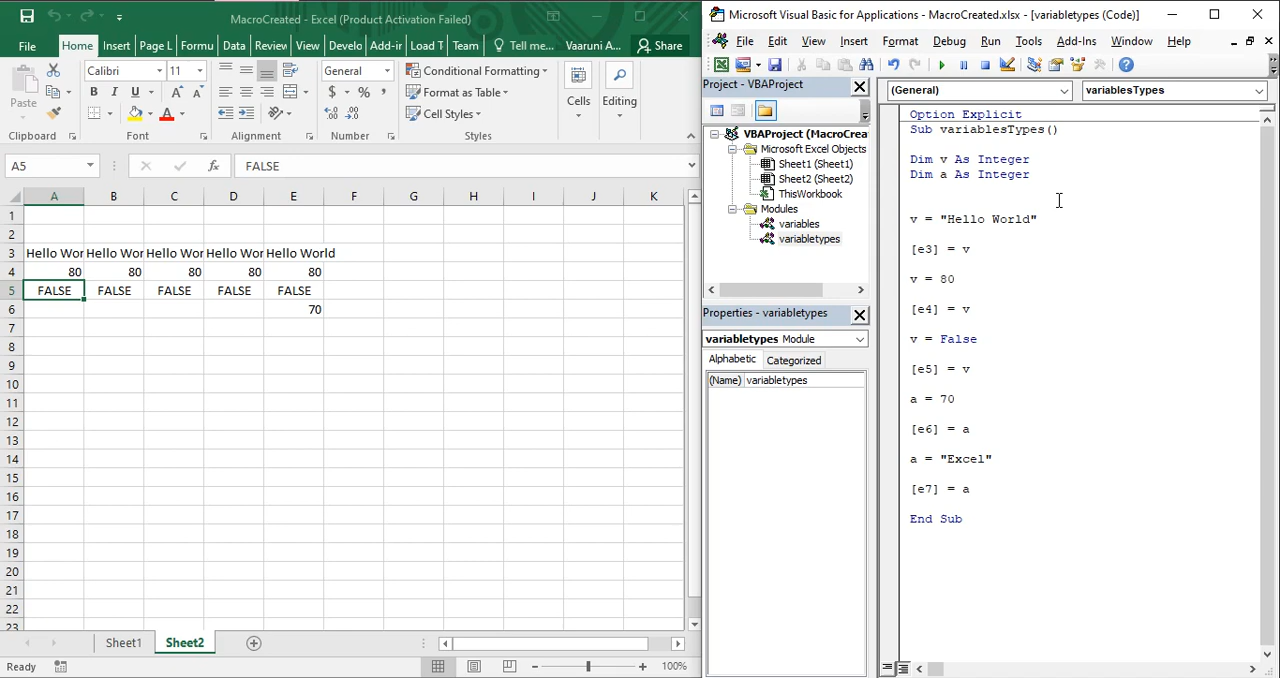 MacroCreated - Excel (Product Activation Failed)
File Home Insert Page L Formu Data Review View Develo Add-ir Load T Team Tell me... Vaaruni A... Share
Paste
Calibri 11
B I U
General
$ % ,
Conditional Formatting
Format as Table
Cell Styles
Cells
Editing
Clipboard Font Alignment Number Styles
A5 fx FALSE
A B C D E F G H I J K
1
2
3 Hello Wor Hello Wor Hello Wor Hello Wor Hello World
4 80 80 80 80 80
5 FALSE FALSE FALSE FALSE FALSE
6 70
7
8
9
10
11
12
13
14
15
16
17
18
19
20
21
22
23
Sheet1 Sheet2
Ready 100%
Microsoft Visual Basic for Applications - MacroCreated.xlsx - [variabletypes (Code)]
File Edit View Insert Format Debug Run Tools Add-Ins Window Help
Project - VBAProject
VBAProject (MacroCrea
Microsoft Excel Objects
Sheet1 (Sheet1)
Sheet2 (Sheet2)
ThisWorkbook
Modules
variables
variabletypes
Properties - variabletypes
variabletypes Module
Alphabetic Categorized
(Name) variabletypes
(General) variablesTypes
Option Explicit
Sub variablesTypes()
Dim v As Integer
Dim a As Integer
v = "Hello World"
[e3] = v
v = 80
[e4] = v
v = False
[e5] = v
a = 70
[e6] = a
a = "Excel"
[e7] = a
End Sub